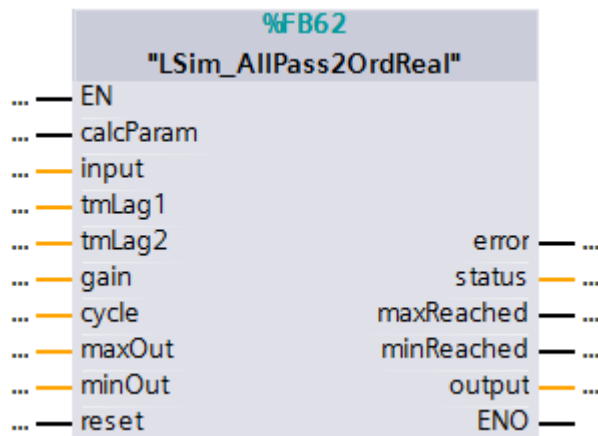 %FB62
"LSim_AllPass2OrdReal"
... EN
... calcParam
... input
... tmLag1
... tmLag2 error ...
... gain status ...
... cycle maxReached ...
... maxOut minReached ...
... minOut output ...
... reset ENO